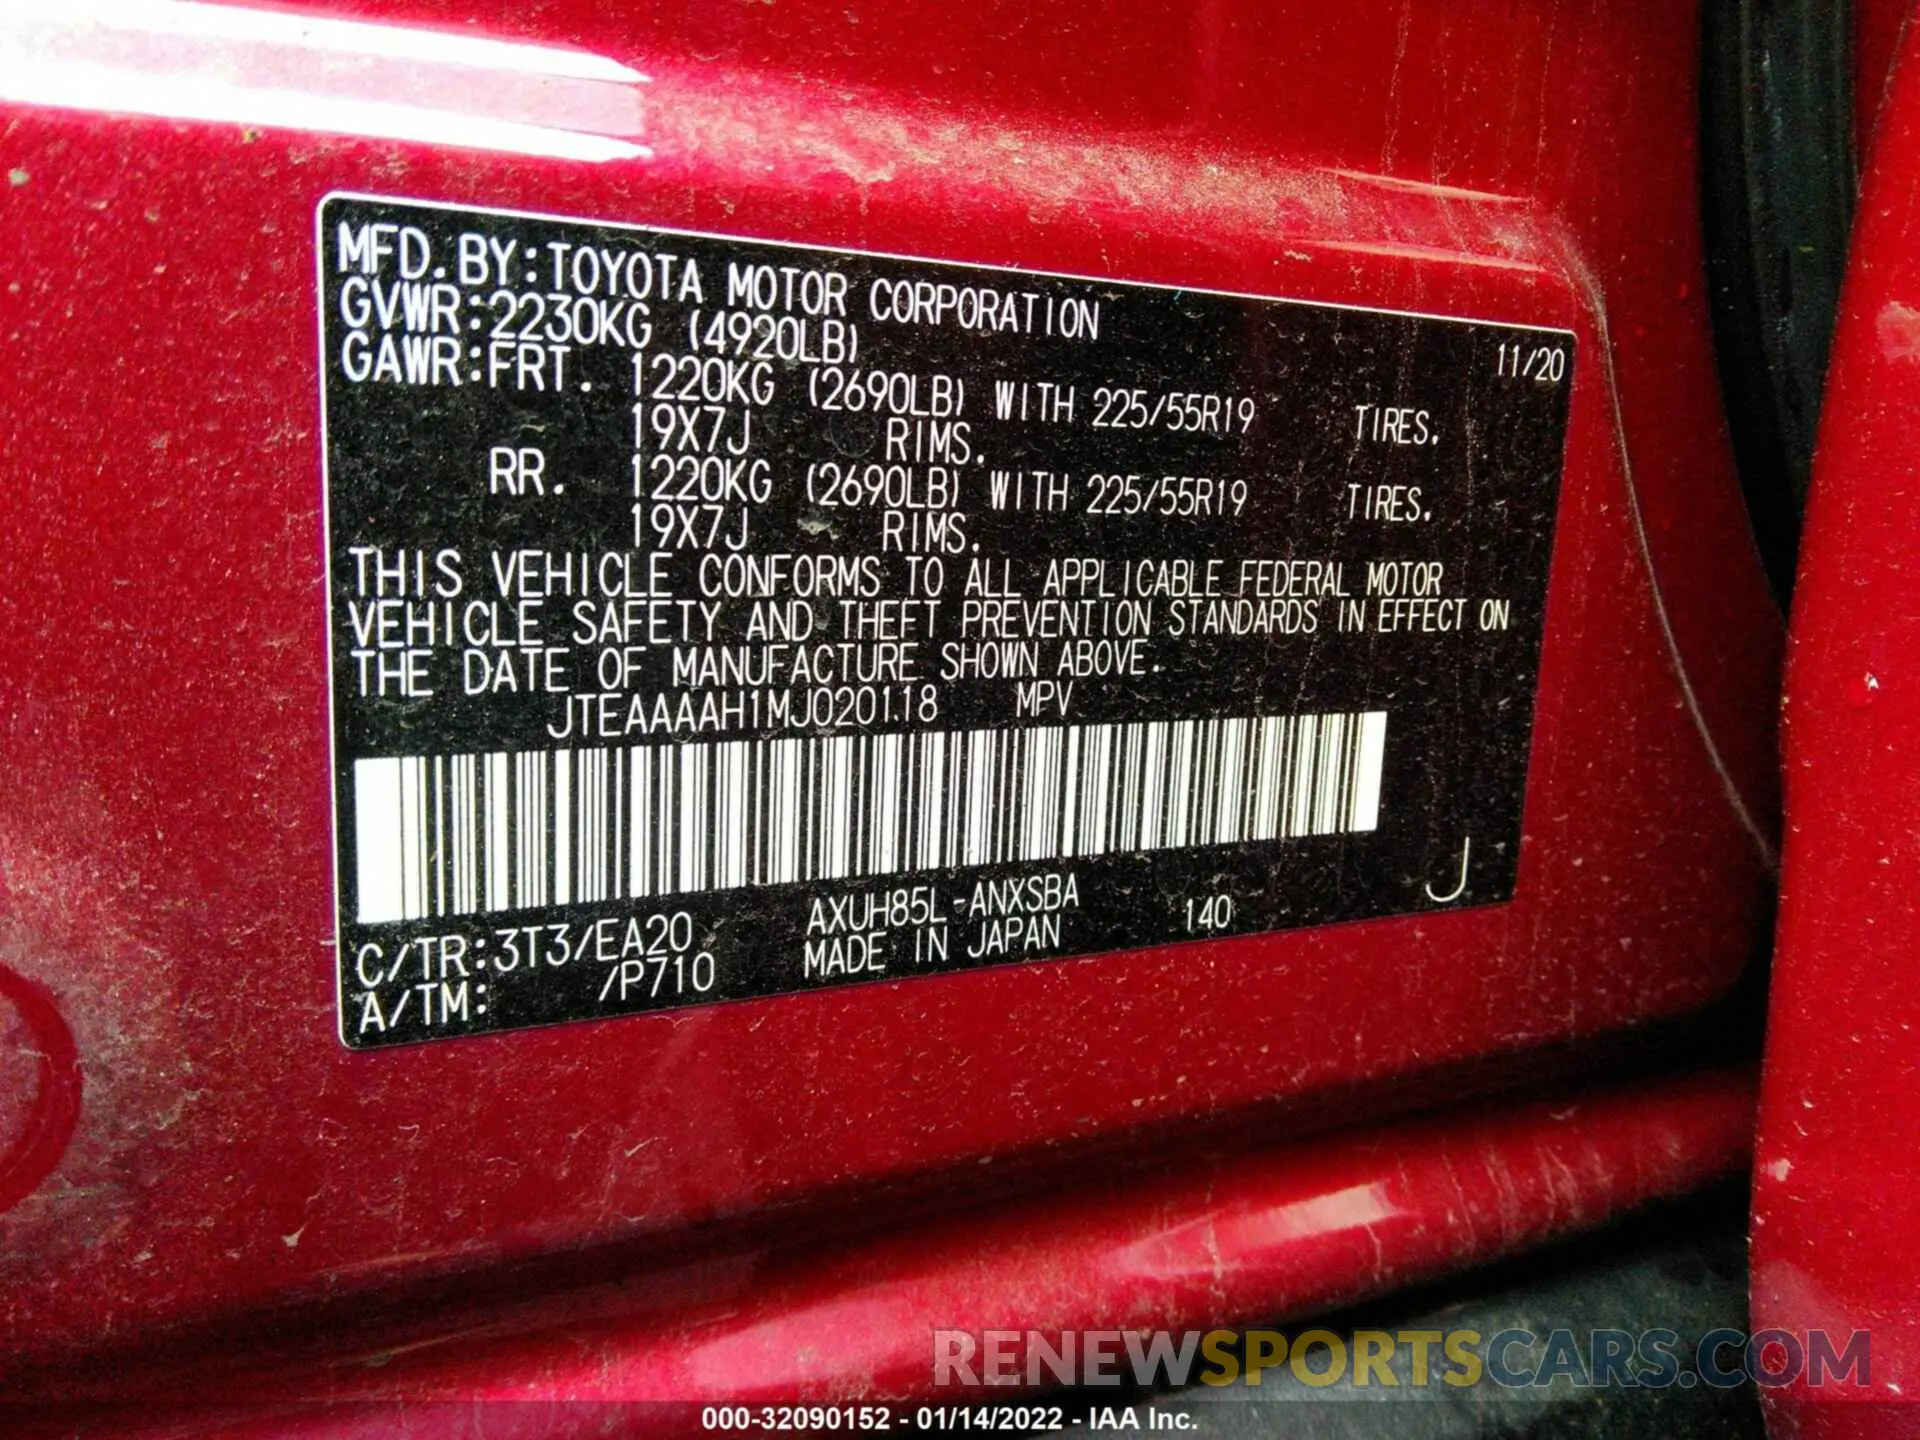 MFD.BY:TOYOTA MOTOR CORPORATION 11/20
GVWR:2230KG (4920LB)
GAWR:FRT. 1220KG (2690LB) WITH 225/55R19 TIRES.
19X7J RIMS.
RR. 1220KG (2690LB) WITH 225/55R19 TIRES.
19X7J RIMS.
THIS VEHICLE CONFORMS TO ALL APPLICABLE FEDERAL MOTOR
VEHICLE SAFETY AND THEFT PREVENTION STANDARDS IN EFFECT ON
THE DATE OF MANUFACTURE SHOWN ABOVE.
JTEAAAAH1MJ020118 MPV
C/TR:3T3/EA20 AXUH85L-ANXSBA 140 J
A/TM: /P710 MADE IN JAPAN
RENEWSPORTSCARS.COM
000-32090152 - 01/14/2022 - IAA Inc.